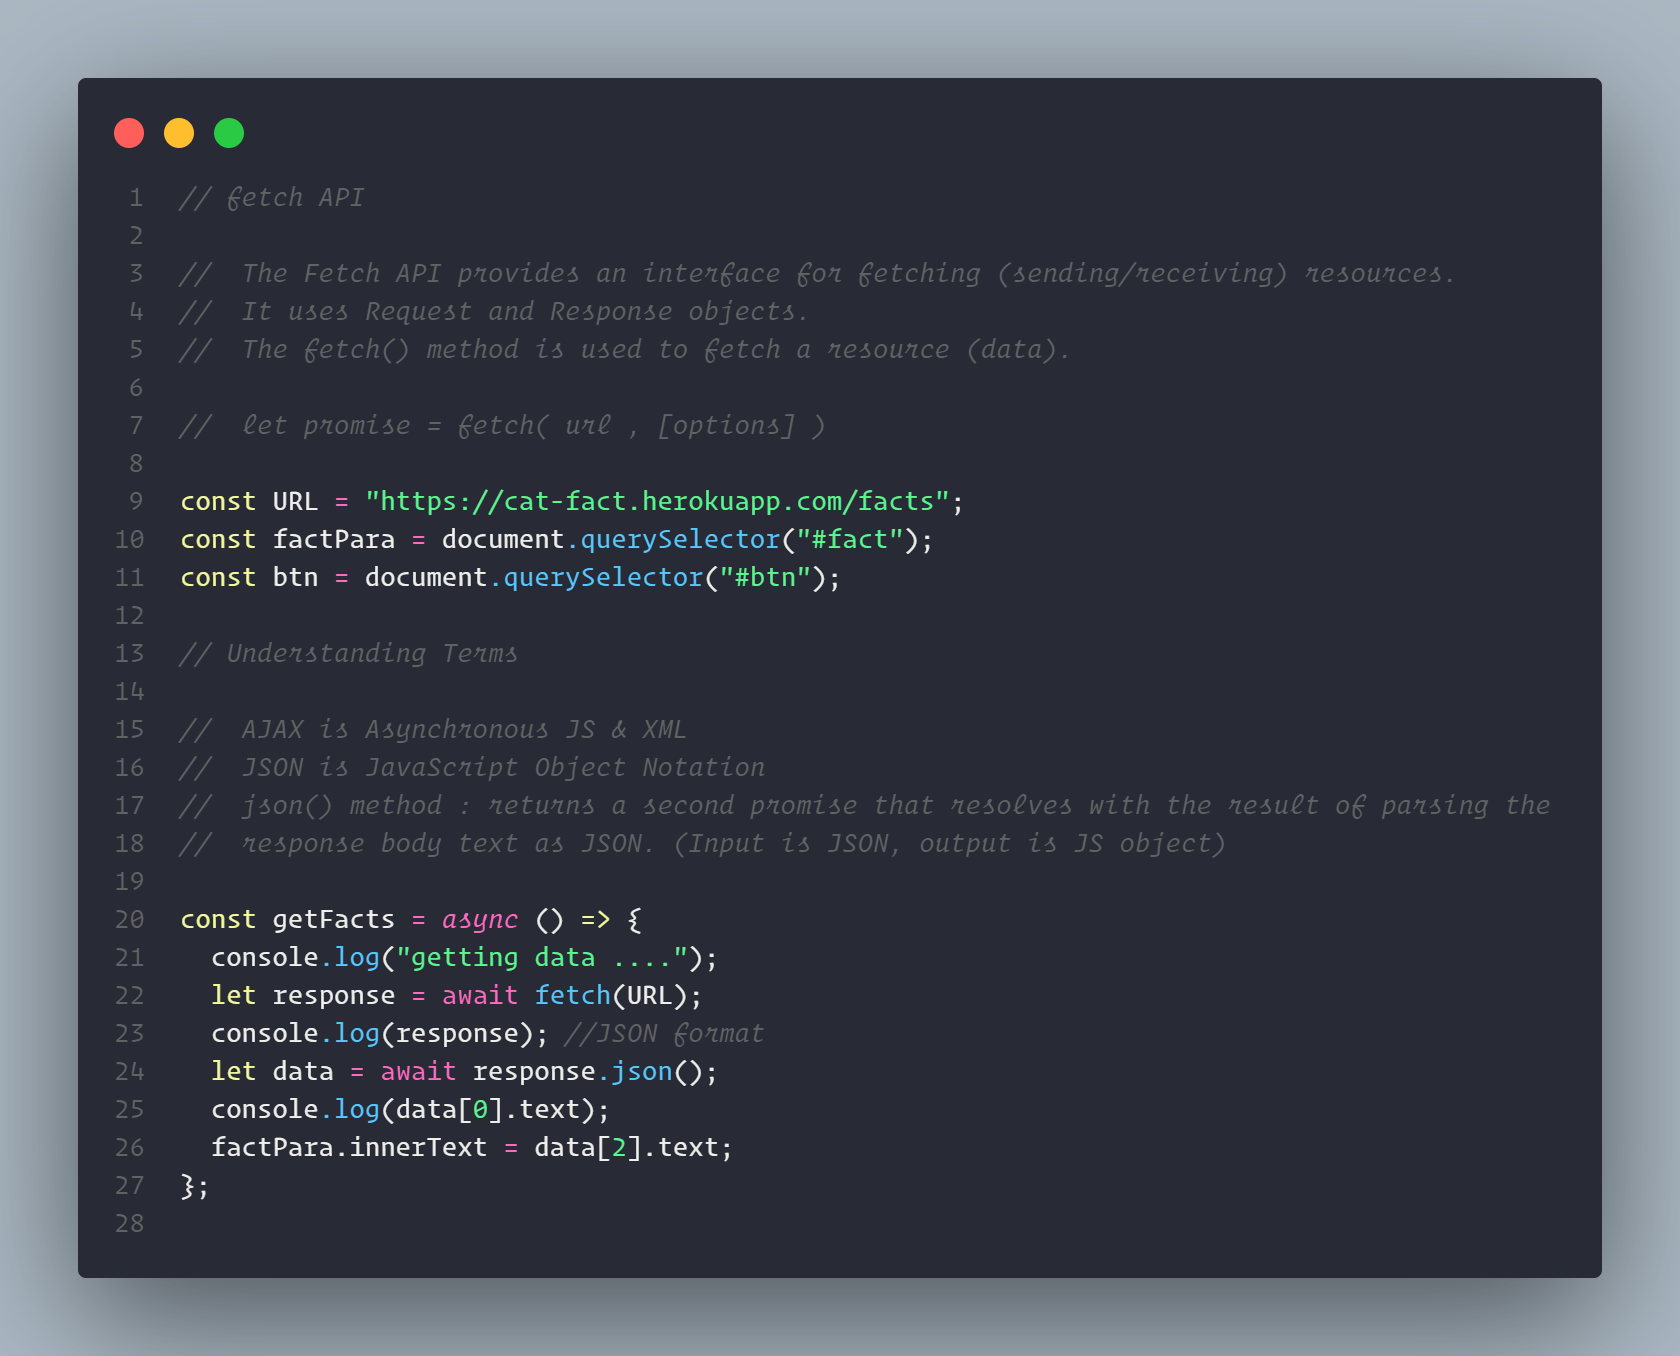 1 // fetch API
2
3 //  The Fetch API provides an interface for fetching (sending/receiving) resources.
4 //  It uses Request and Response objects.
5 //  The fetch() method is used to fetch a resource (data).
6
7 //  let promise = fetch( url , [options] )
8
9 const URL = "https://cat-fact.herokuapp.com/facts";
10 const factPara = document.querySelector("#fact");
11 const btn = document.querySelector("#btn");
12
13 // Understanding Terms
14
15 //  AJAX is Asynchronous JS & XML
16 //  JSON is JavaScript Object Notation
17 //  json() method : returns a second promise that resolves with the result of parsing the
18 //  response body text as JSON. (Input is JSON, output is JS object)
19
20 const getFacts = async () => {
21   console.log("getting data ....");
22   let response = await fetch(URL);
23   console.log(response); //JSON format
24   let data = await response.json();
25   console.log(data[0].text);
26   factPara.innerText = data[2].text;
27 };
28